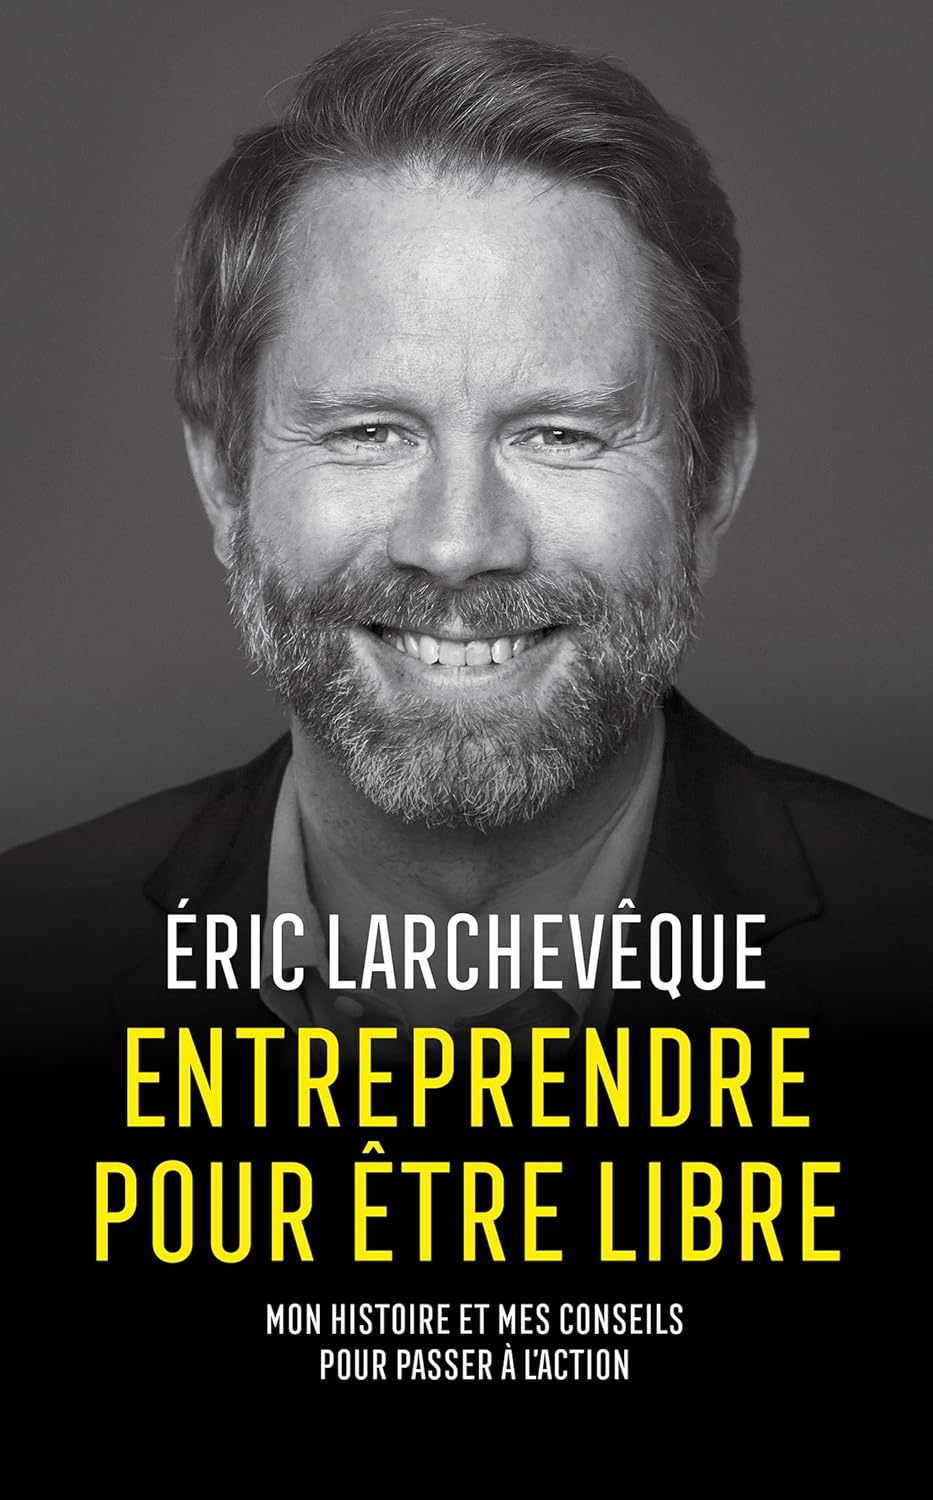 ÉRIC LARCHEVÊQUE
ENTREPRENDRE
POUR ÊTRE LIBRE
MON HISTOIRE ET MES CONSEILS
POUR PASSER À L'ACTION